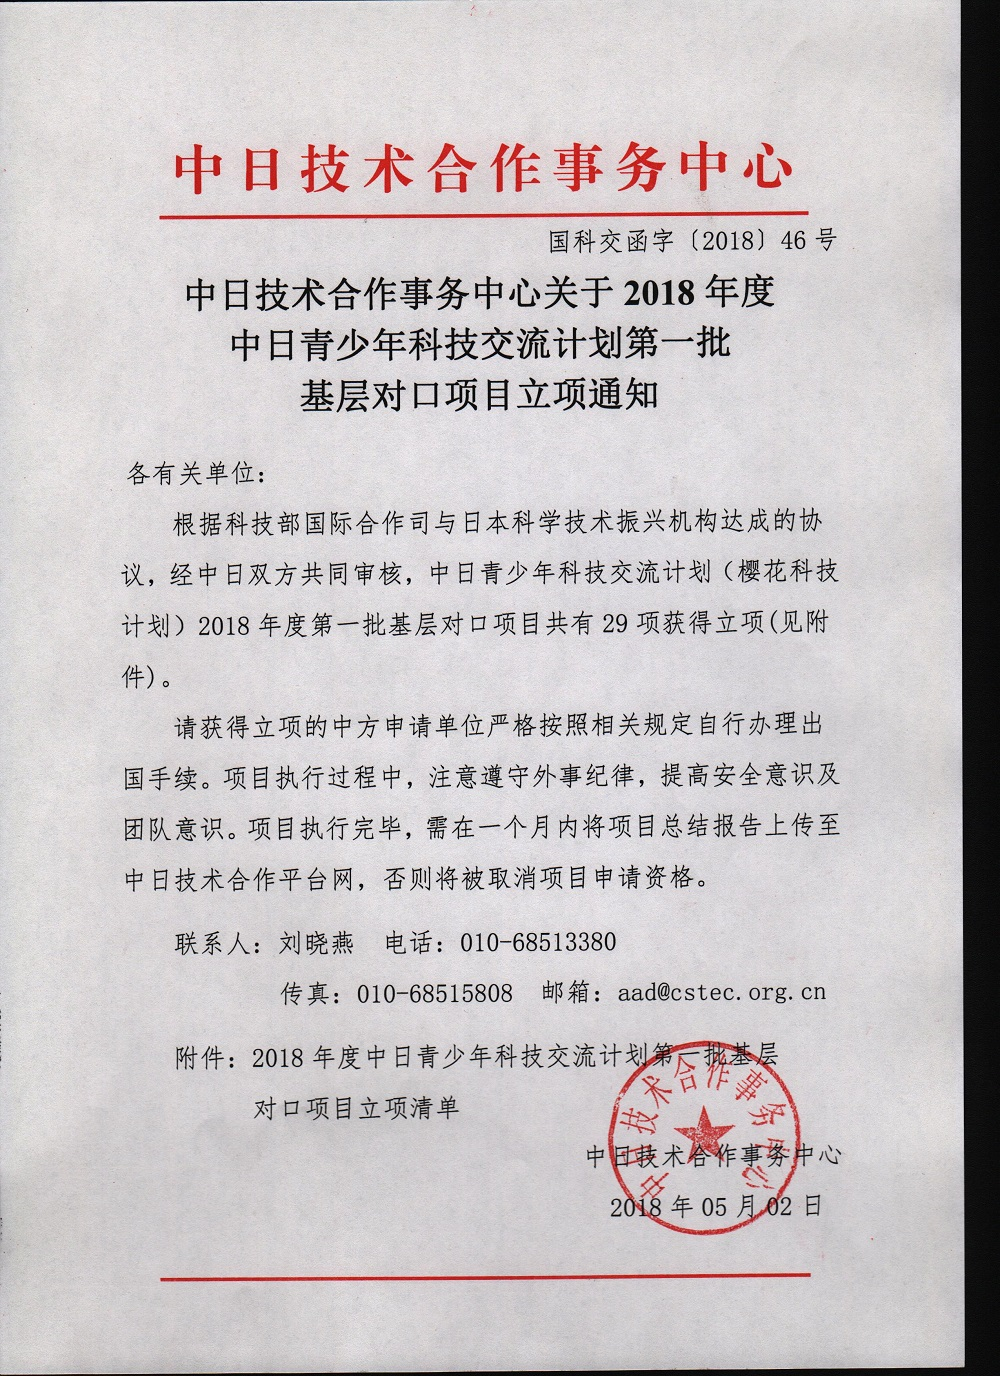 中日技术合作事务中心
国科交函字〔2018〕46号
中日技术合作事务中心关于2018年度
中日青少年科技交流计划第一批
基层对口项目立项通知
各有关单位：
根据科技部国际合作司与日本科学技术振兴机构达成的协
议，经中日双方共同审核，中日青少年科技交流计划（樱花科技
计划）2018年度第一批基层对口项目共有29项获得立项(见附
件)。
请获得立项的中方申请单位严格按照相关规定自行办理出
国手续。项目执行过程中，注意遵守外事纪律，提高安全意识及
团队意识。项目执行完毕，需在一个月内将项目总结报告上传至
中日技术合作平台网，否则将被取消项目申请资格。
联系人：刘晓燕 电话：010-68513380
传真：010-68515808 邮箱：aad@cstec.org.cn
附件：2018年度中日青少年科技交流计划第一批基层
对口项目立项清单
中日技术合作事务中心
中日技术合作事务中心
2018年05月02日